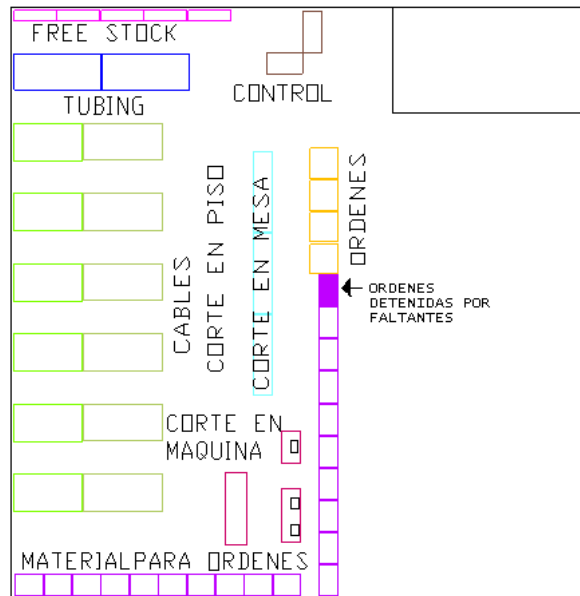 FREE STOCK
CONTROL
TUBING
CABLES
CORTE EN PISO
CORTE EN MESA
ORDENES
ORDENES
DETENIDAS POR
FALTANTES
CORTE EN
MAQUINA
MATERIALPARA ORDENES